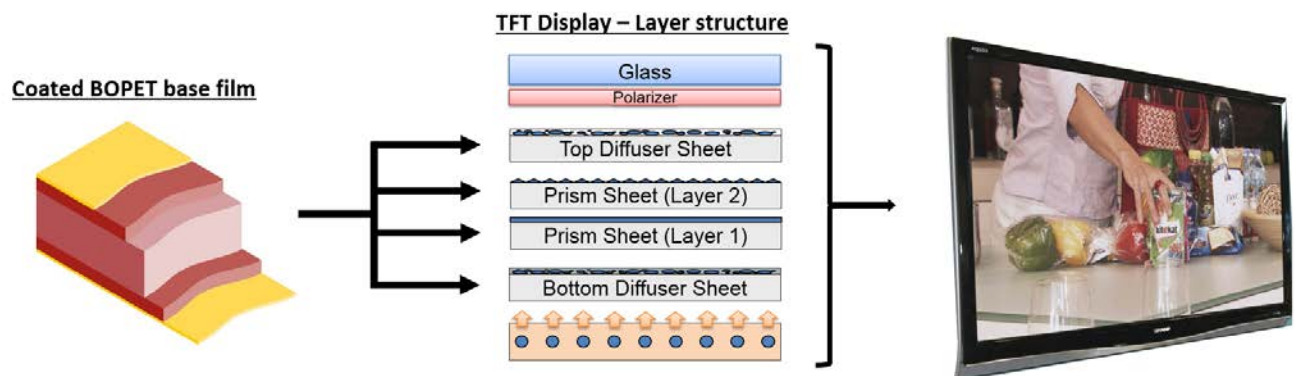 TFT Display – Layer structure
Coated BOPET base film
Glass
Polarizer
Top Diffuser Sheet
Prism Sheet (Layer 2)
Prism Sheet (Layer 1)
Bottom Diffuser Sheet